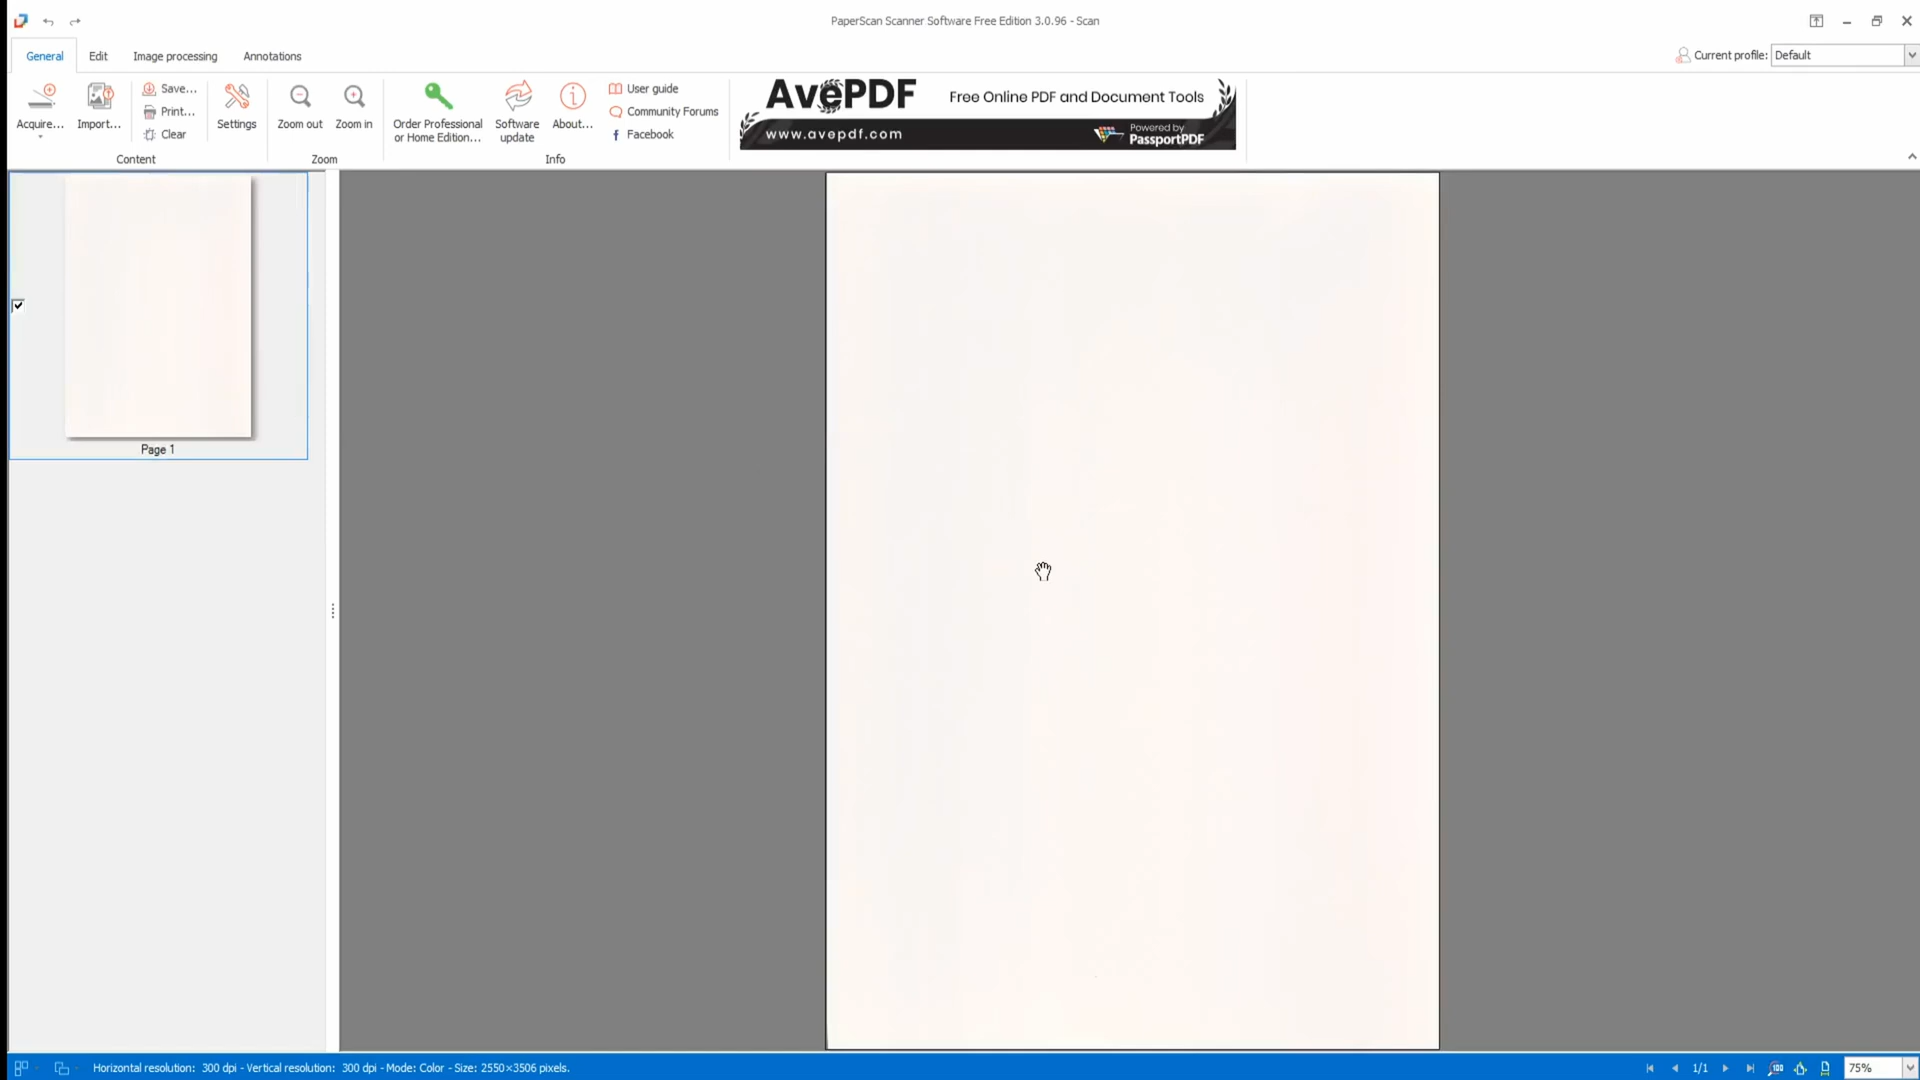 PaperScan Scanner Software Free Edition 3.0.96 - Scan
General Edit Image processing Annotations
Current profile: Default
Acquire...
Import...
Save...
Print...
Clear
Settings
Content
Zoom out
Zoom in
Zoom
Order Professional
or Home Edition...
Software
update
About...
User guide
Community Forums
Facebook
Info
AvePDF
Free Online PDF and Document Tools
www.avepdf.com
Powered by
PassportPDF
Page 1
Horizontal resolution: 300 dpi - Vertical resolution: 300 dpi - Mode: Color - Size: 2550×3506 pixels.
1/1
100
75%